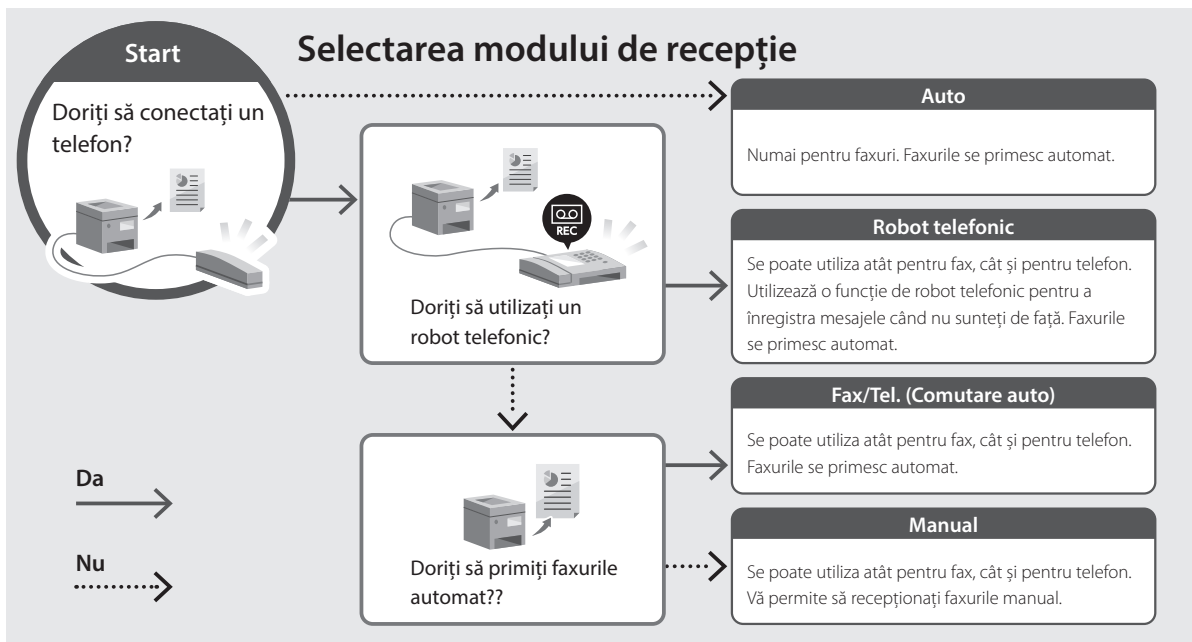 Selectarea modului de recepție
Start
Doriți să conectați un
telefon?
REC
Doriți să utilizați un
robot telefonic?
Doriți să primiți faxurile
automat??
Auto
Numai pentru faxuri. Faxurile se primesc automat.
Robot telefonic
Se poate utiliza atât pentru fax, cât și pentru telefon.
Utilizează o funcție de robot telefonic pentru a
înregistra mesajele când nu sunteți de față. Faxurile
se primesc automat.
Fax/Tel. (Comutare auto)
Se poate utiliza atât pentru fax, cât și pentru telefon.
Faxurile se primesc automat.
Manual
Se poate utiliza atât pentru fax, cât și pentru telefon.
Vă permite să recepționați faxurile manual.
Da
Nu